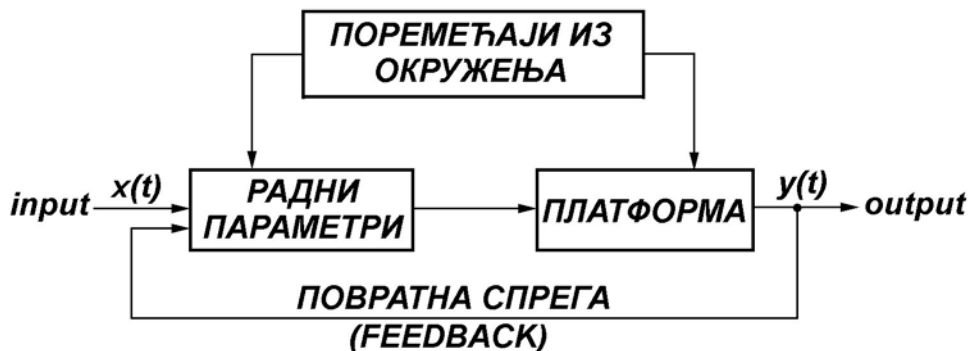 ПОРЕМЕЋАЈИ ИЗ
ОКРУЖЕЊА
input
x(t)
РАДНИ
ПАРАМЕТРИ
ПЛАТФОРМА
y(t)
output
ПОВРАТНА СПРЕГА
(FEEDBACK)